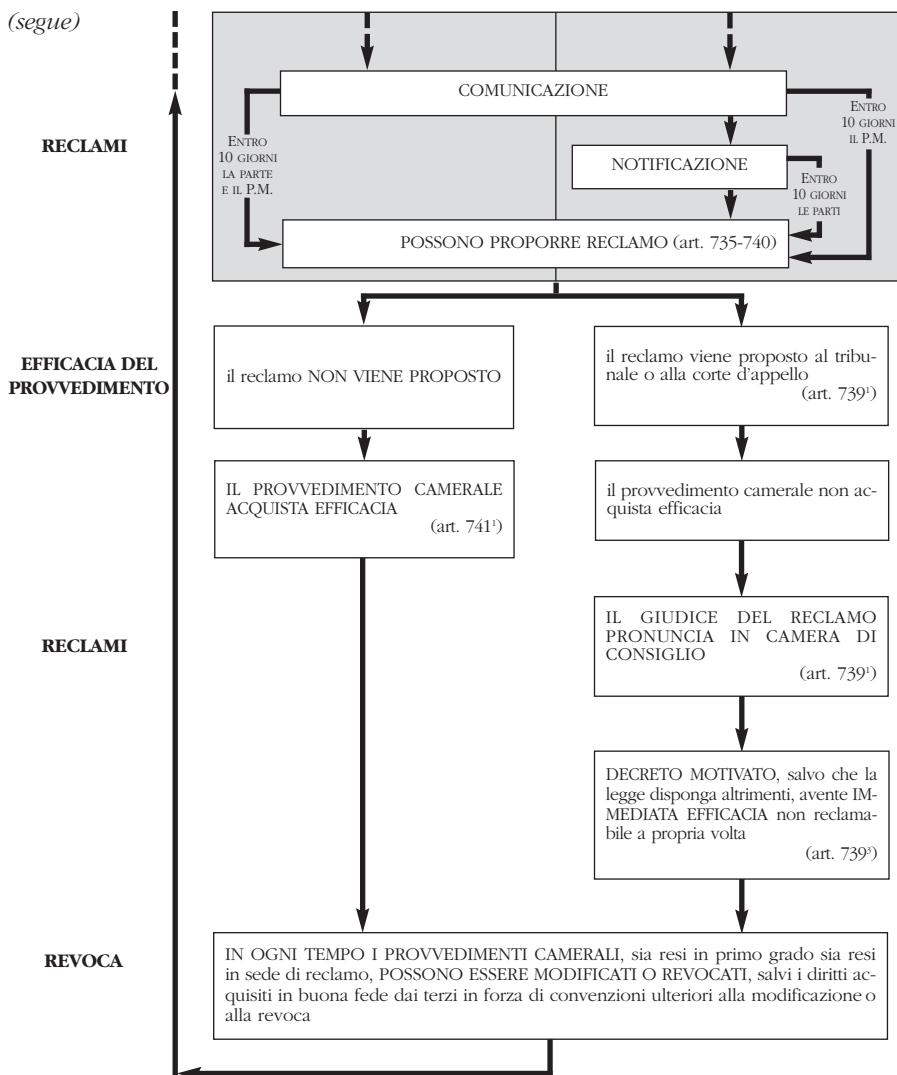 (segue)
COMUNICAZIONE
RECLAMI
ENTRO
10 GIORNI
LA PARTE
E IL P.M.
ENTRO
10 GIORNI
IL P.M.
NOTIFICAZIONE
ENTRO
10 GIORNI
LE PARTI
POSSONO PROPORRE RECLAMO (art. 735-740)
EFFICACIA DEL
PROVVEDIMENTO
il reclamo NON VIENE PROPOSTO
il reclamo viene proposto al tribu-
nale o alla corte d'appello
(art. 739¹)
IL PROVVEDIMENTO CAMERALE
ACQUISTA EFFICACIA
(art. 741¹)
il provvedimento camerale non ac-
quista efficacia
RECLAMI
IL GIUDICE DEL RECLAMO
PRONUNCIA IN CAMERA DI
CONSIGLIO
(art. 739¹)
DECRETO MOTIVATO, salvo che la
legge disponga altrimenti, avente IM-
MEDIATA EFFICACIA non reclama-
bile a propria volta
(art. 739³)
REVOCA
IN OGNI TEMPO I PROVVEDIMENTI CAMERALI, sia resi in primo grado sia resi
in sede di reclamo, POSSONO ESSERE MODIFICATI O REVOCATI, salvi i diritti ac-
quisiti in buona fede dai terzi in forza di convenzioni ulteriori alla modificazione o
alla revoca